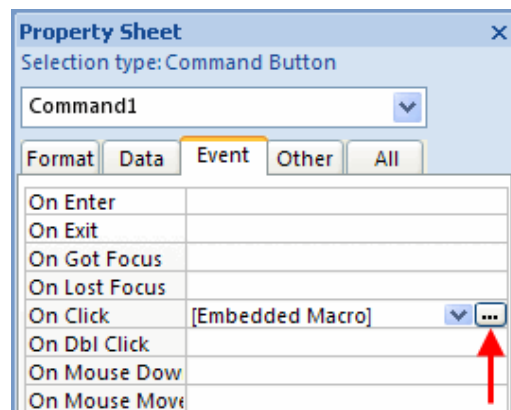 Property Sheet
Selection type: Command Button
Command1
Format Data Event Other All
On Enter
On Exit
On Got Focus
On Lost Focus
On Click [Embedded Macro] ...
On Dbl Click
On Mouse Dow
On Mouse Move